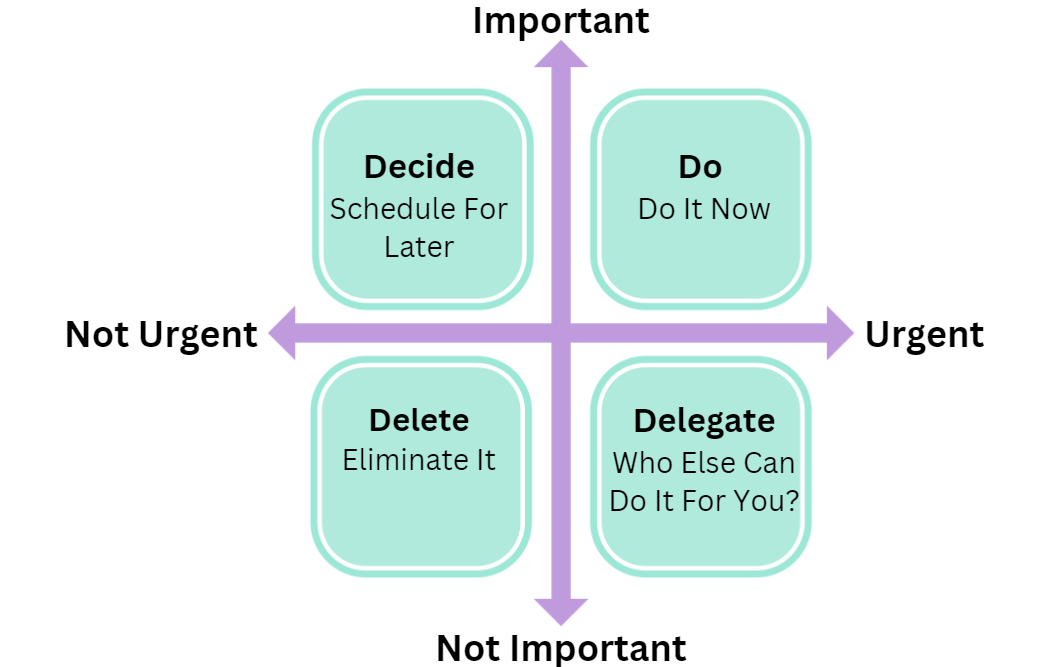 Important
Decide
Schedule For
Later
Do
Do It Now
Not Urgent
Urgent
Delete
Eliminate It
Delegate
Who Else Can
Do It For You?
Not Important